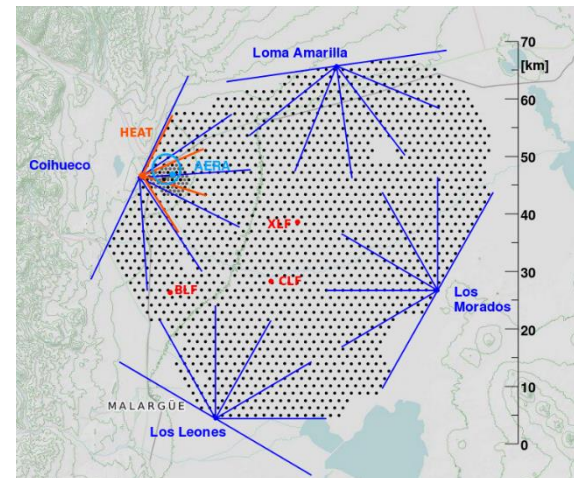 Loma Amarilla
70
[km]
60
HEAT
Coihueco
AERA
50
XLF
40
30
BLF
CLF
Los
Morados
20
10
MALARGÜE
Los Leones
0